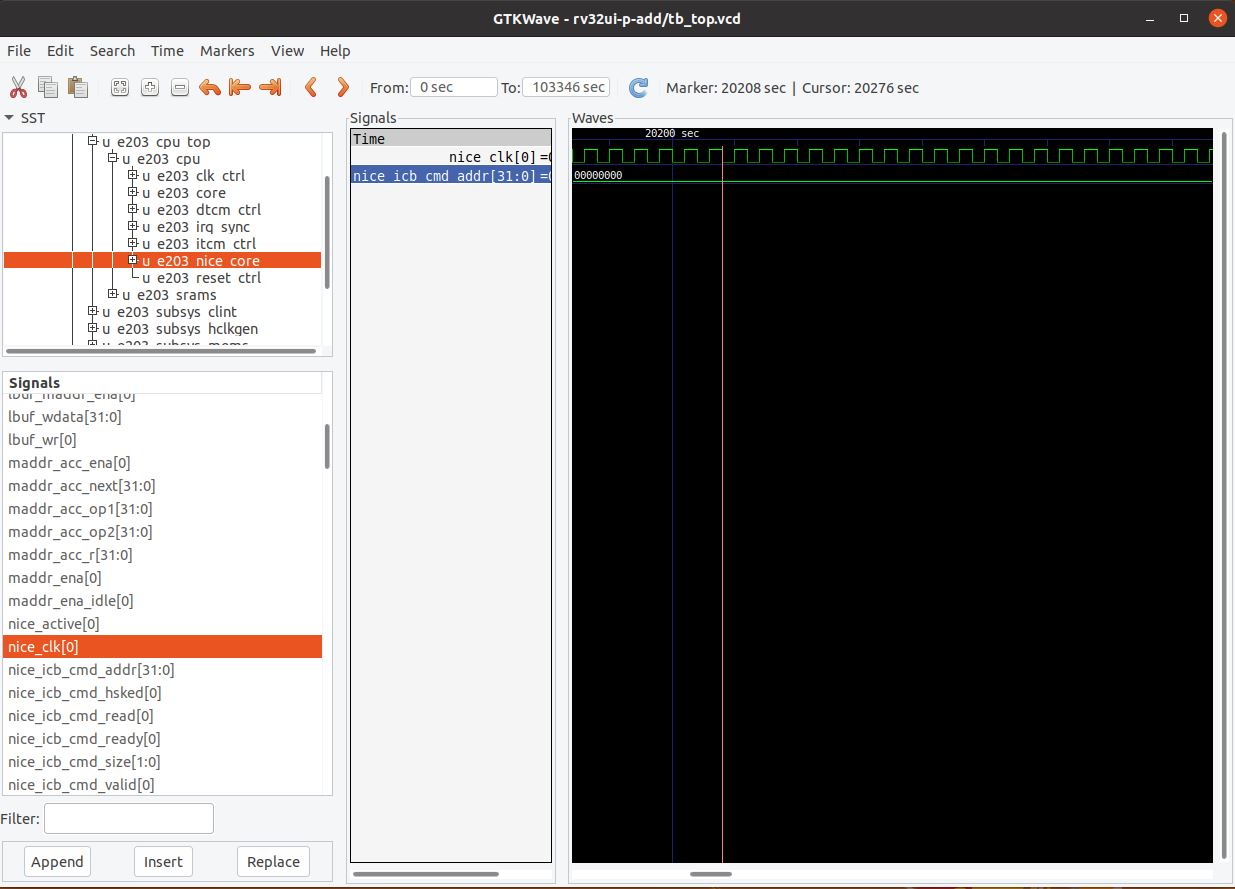 GTKWave - rv32ui-p-add/tb_top.vcd
File Edit Search Time Markers View Help
From: 0 sec To: 103346 sec Marker: 20208 sec | Cursor: 20276 sec
SST
u e203 cpu top
u e203 cpu
u e203 clk ctrl
u e203 core
u e203 dtcm ctrl
u e203 irq sync
u e203 itcm ctrl
u e203 nice core
u e203 reset ctrl
u e203 srams
u e203 subsys clint
u e203 subsys hclkgen
u e203 subsys mems
Signals
lbuf_maddr_ena[0]
lbuf_wdata[31:0]
lbuf_wr[0]
maddr_acc_ena[0]
maddr_acc_next[31:0]
maddr_acc_op1[31:0]
maddr_acc_op2[31:0]
maddr_acc_r[31:0]
maddr_ena[0]
maddr_ena_idle[0]
nice_active[0]
nice_clk[0]
nice_icb_cmd_addr[31:0]
nice_icb_cmd_hsked[0]
nice_icb_cmd_read[0]
nice_icb_cmd_ready[0]
nice_icb_cmd_size[1:0]
nice_icb_cmd_valid[0]
Filter:
Append Insert Replace
Signals
Time
nice clk[0] =0
nice icb cmd addr[31:0] =0
Waves
20200 sec
00000000